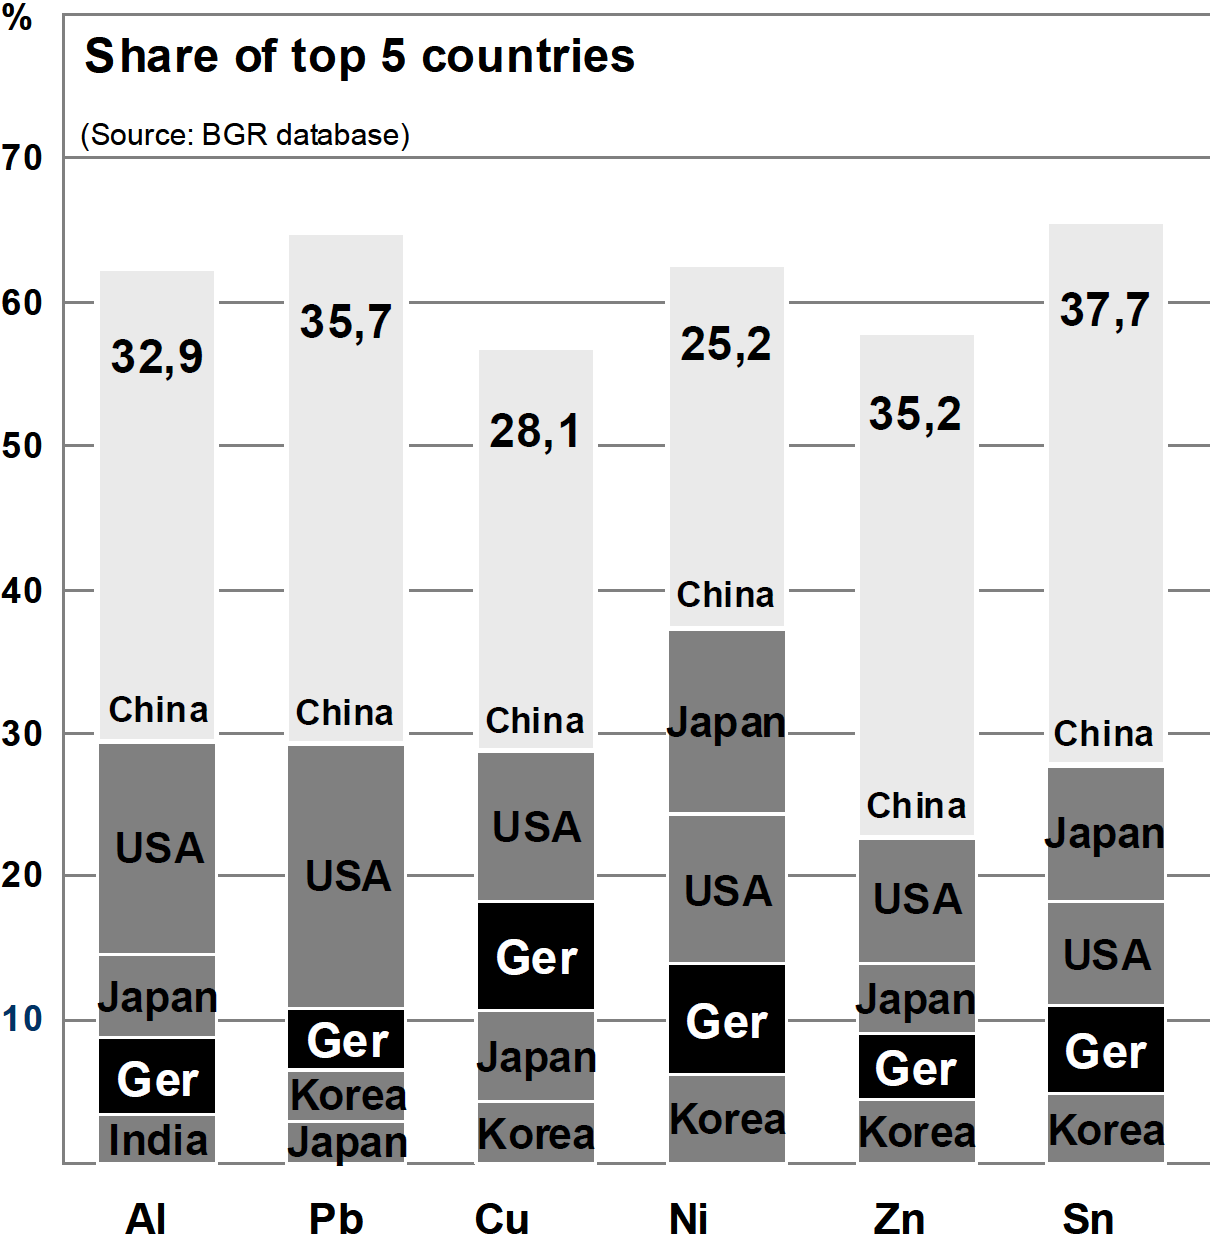 %
Share of top 5 countries
(Source: BGR database)
70
60
50
40
30
20
10
32,9
China
USA
Japan
Ger
India
35,7
China
USA
Ger
Korea
Japan
28,1
China
USA
Ger
Japan
Korea
25,2
China
Japan
USA
Ger
Korea
35,2
China
USA
Japan
Ger
Korea
37,7
China
Japan
USA
Ger
Korea
Al Pb Cu Ni Zn Sn